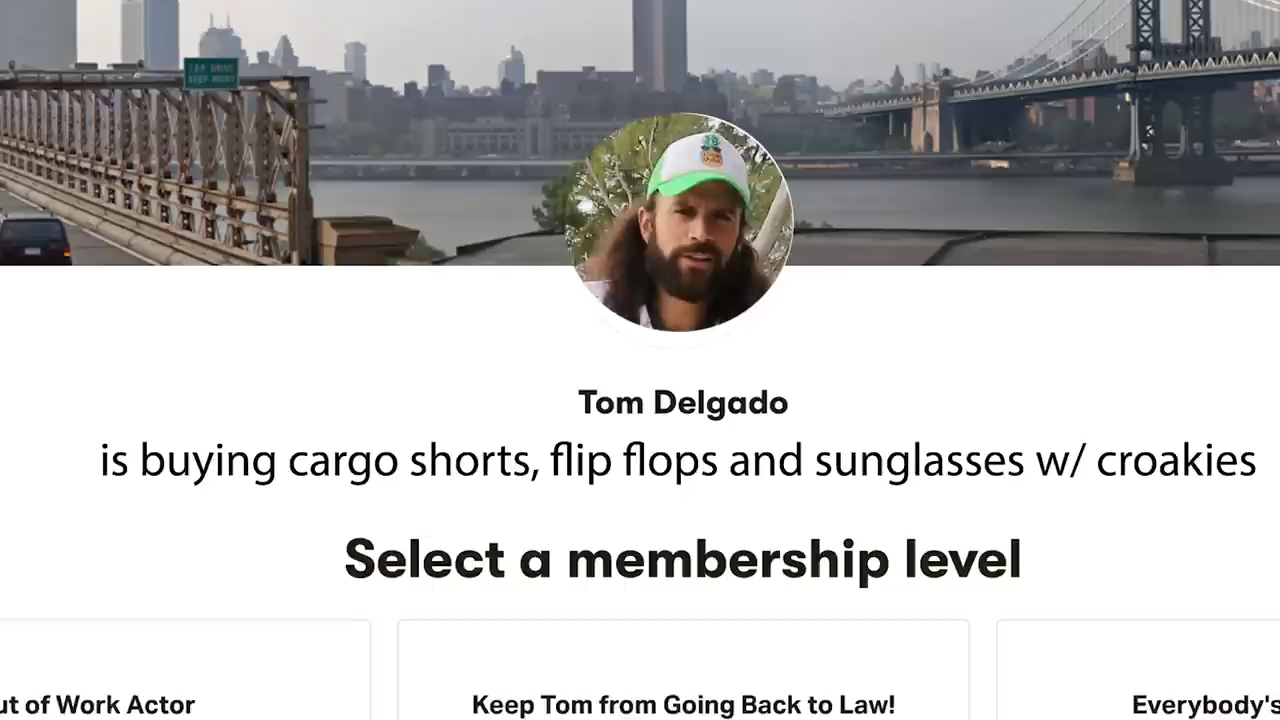 Tom Delgado
is buying cargo shorts, flip flops and sunglasses w/ croakies
Select a membership level
ut of Work Actor
Keep Tom from Going Back to Law!
Everybody's